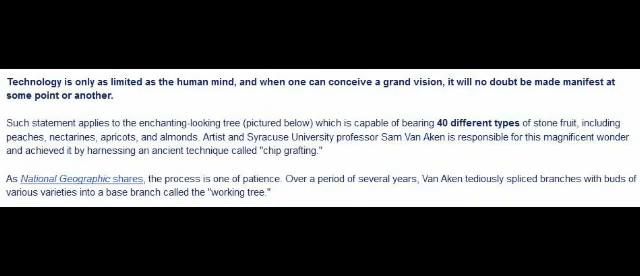 Technology is only as limited as the human mind, and when one can conceive a grand vision, it will no doubt be made manifest at
some point or another.
Such statement applies to the enchanting-looking tree (pictured below) which is capable of bearing 40 different types of stone fruit, including
peaches, nectarines, apricots, and almonds. Artist and Syracuse University professor Sam Van Aken is responsible for this magnificent wonder
and achieved it by harnessing an ancient technique called "chip grafting."
As National Geographic shares, the process is one of patience. Over a period of several years, Van Aken tediously spliced branches with buds of
various varieties into a base branch called the "working tree."